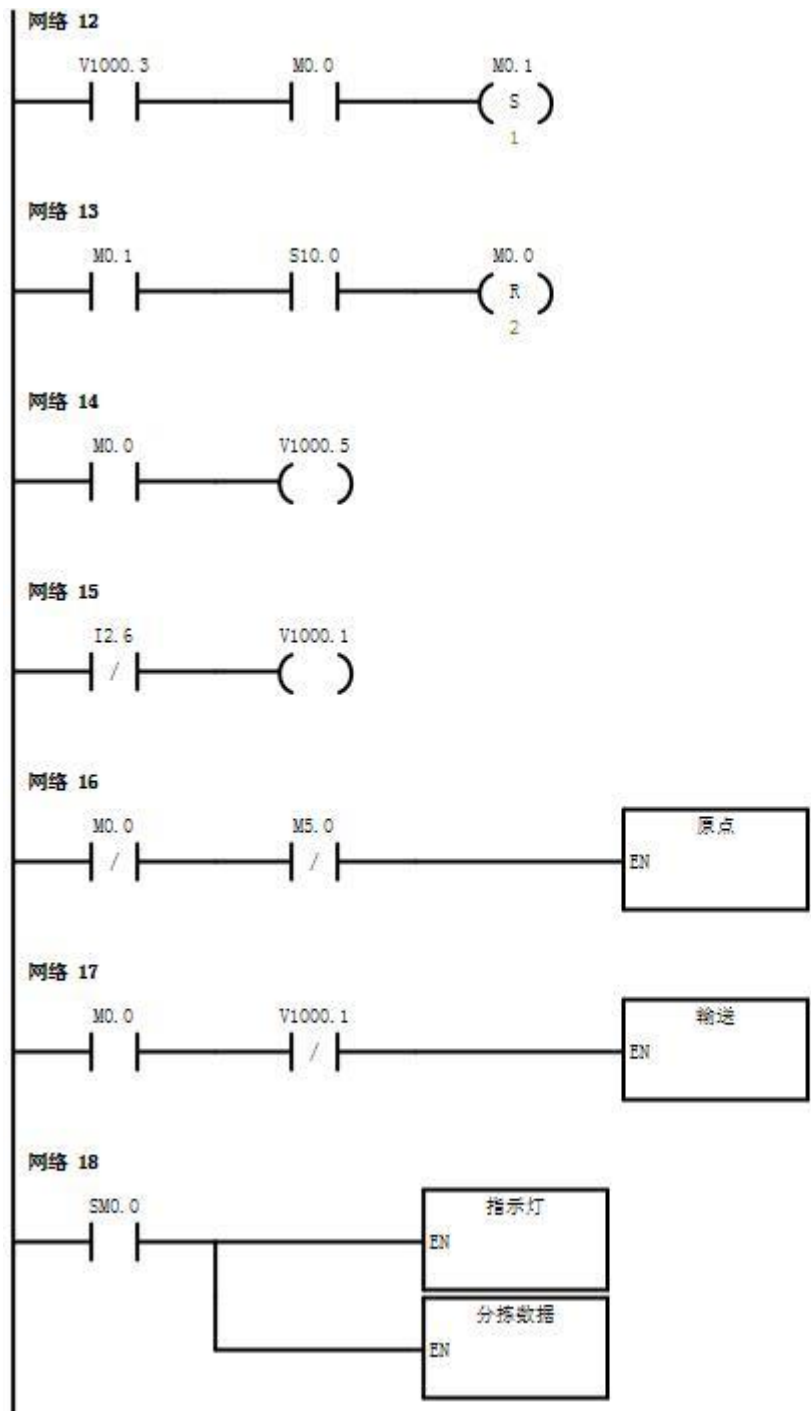 网络 12
V1000.3 M0.0 M0.1
S
1
网络 13
M0.1 S10.0 M0.0
R
2
网络 14
M0.0 V1000.5
网络 15
I2.6 V1000.1
/
网络 16
M0.0 M5.0 原点
/ / EN
网络 17
M0.0 V1000.1 输送
/ EN
网络 18
SM0.0 指示灯
EN
分拣数据
EN